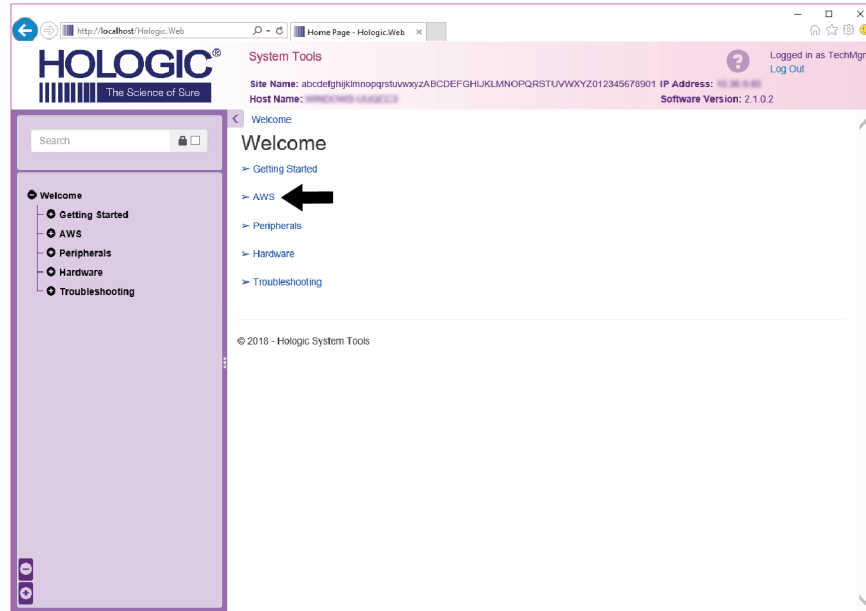 http://localhost/Hologic.Web
Home Page - Hologic.Web
HOLOGIC®
The Science of Sure
System Tools
Logged in as TechMgr
Log Out
Site Name: abcdefghijklmnopqrstuvwxyzABCDEFGHIJKLMNOPQRSTUVWXYZ012345678901 IP Address:
Host Name:
Software Version: 2.1.0.2
Search
Welcome
Getting Started
AWS
Peripherals
Hardware
Troubleshooting
Welcome
Welcome
➢ Getting Started
➢ AWS
➢ Peripherals
➢ Hardware
➢ Troubleshooting
© 2018 - Hologic System Tools